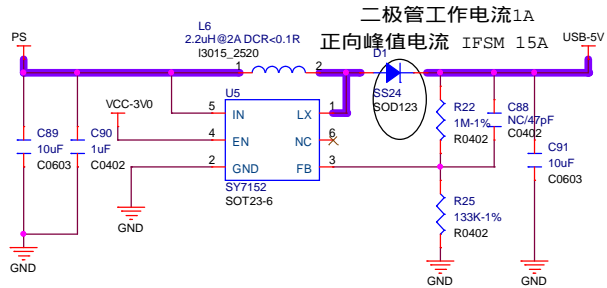 二极管工作电流1A
正向峰值电流 IFSM 15A
PS
L6
2.2uH@2A DCR<0.1R
I3015_2520
1
2
D1
SS24
SOD123
USB-5V
U5
VCC-3V0
5
IN
LX
1
4
EN
NC
6
2
GND
FB
3
SY7152
SOT23-6
C89
10uF
C0603
C90
1uF
C0402
R22
1M-1%
R0402
C88
NC/47pF
C0402
C91
10uF
C0603
R25
133K-1%
R0402
GND
GND
GND
GND